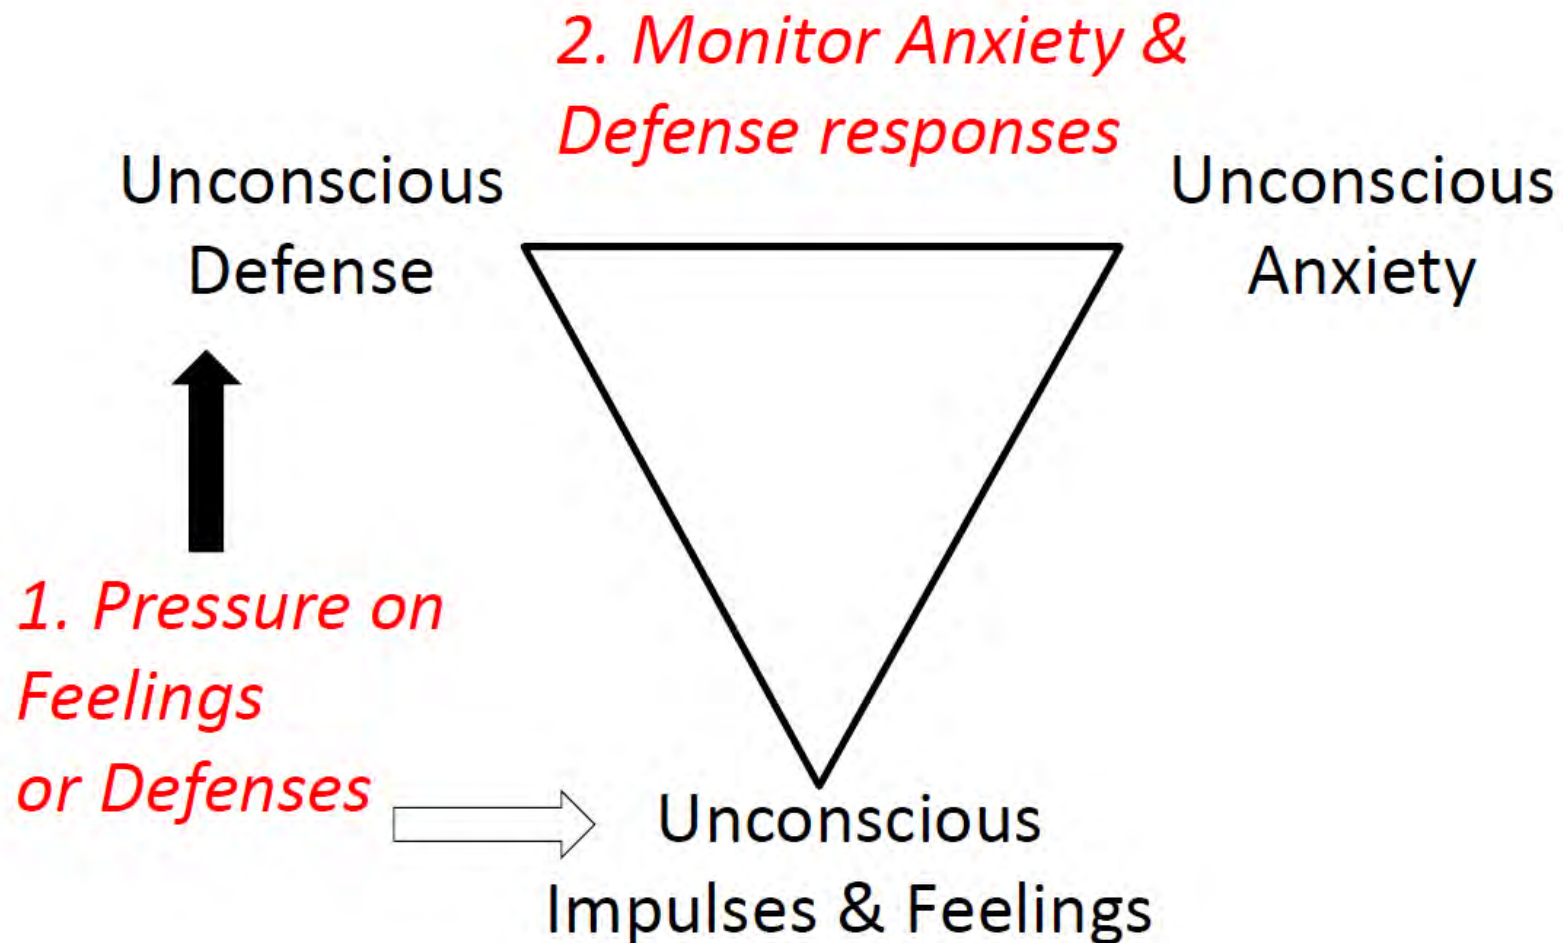 2. Monitor Anxiety &
Defense responses
Unconscious
Defense
Unconscious
Anxiety
1. Pressure on
Feelings
or Defenses
Unconscious
Impulses & Feelings